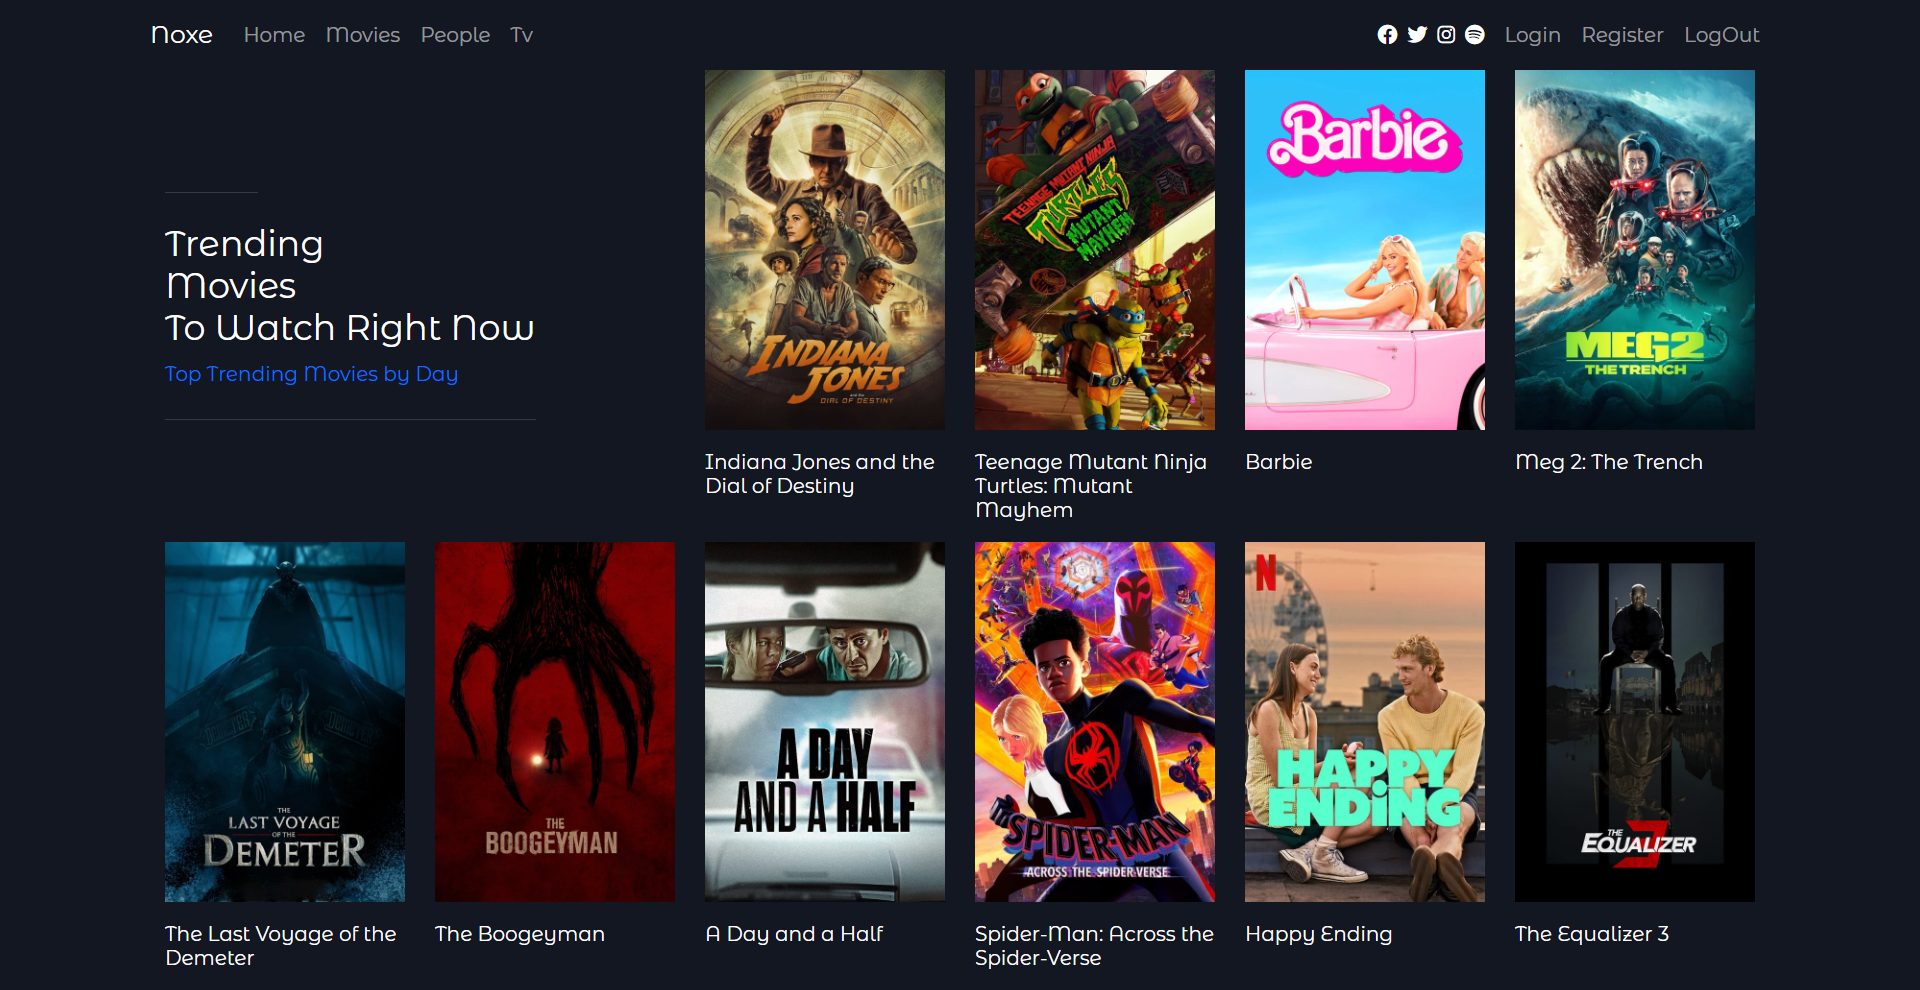 Noxe Home Movies People Tv Login Register LogOut
Trending
Movies
To Watch Right Now
Top Trending Movies by Day
INDIANA
JONES
and the
DIAL OF DESTINY
TEENAGE MUTANT NINJA
TURTLES
MUTANT
MAYHEM
Barbie
MEG2
THE TRENCH
Indiana Jones and the
Dial of Destiny
Teenage Mutant Ninja
Turtles: Mutant
Mayhem
Barbie
Meg 2: The Trench
DEMETER
DEMETER
THE
LAST VOYAGE
OF THE
DEMETER
THE
BOOGEYMAN
A DAY
AND A HALF
SPIDER-MAN
ACROSS THE SPIDER-VERSE
N
HAPPY
ENDiNG
THE
EQUALIZER
3
The Last Voyage of the
Demeter
The Boogeyman
A Day and a Half
Spider-Man: Across the
Spider-Verse
Happy Ending
The Equalizer 3